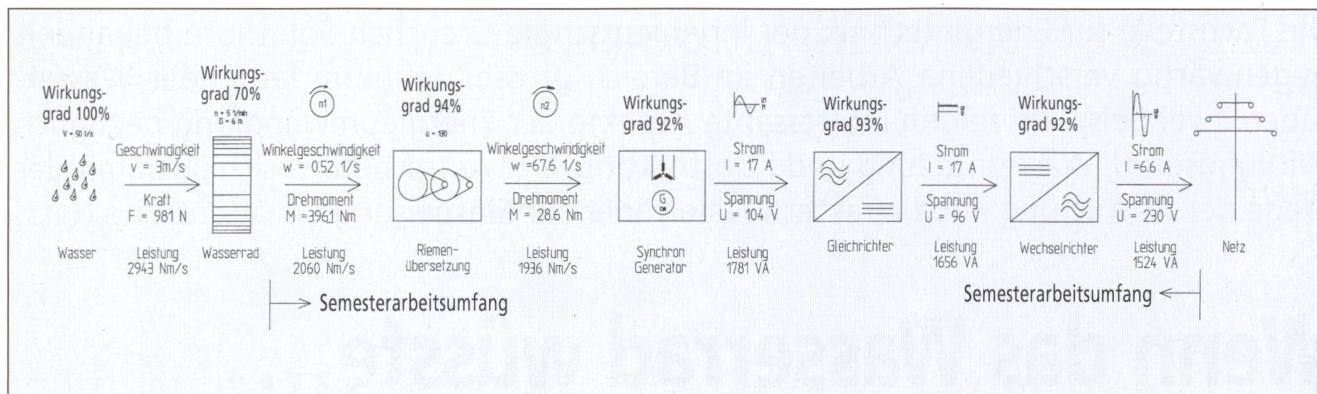 Wirkungs-
grad 100%
V = 50 l/s
Wasser
Geschwindigkeit
v = 3m/s
Kraft
F = 981 N
Leistung
2943 Nm/s
Wirkungs-
grad 70%
n = 5 1/min
D = 6 m
Wasserrad
n1
Winkelgeschwindigkeit
w = 0.52 1/s
Drehmoment
M =3961 Nm
Leistung
2060 Nm/s
Wirkungs-
grad 94%
ü = 130
Riemen-
übersetzung
n2
Winkelgeschwindigkeit
w =67.6 1/s
Drehmoment
M = 28.6 Nm
Leistung
1936 Nm/s
Wirkungs-
grad 92%
G
Synchron
Generator
Strom
I = 17 A
Spannung
U = 104 V
Leistung
1781 VA
Wirkungs-
grad 93%
Gleichrichter
Strom
I = 17 A
Spannung
U = 96 V
Leistung
1656 VA
Wirkungs-
grad 92%
Wechselrichter
Strom
I =6.6 A
Spannung
U = 230 V
Leistung
1524 VA
Netz
Semesterarbeitsumfang
Semesterarbeitsumfang